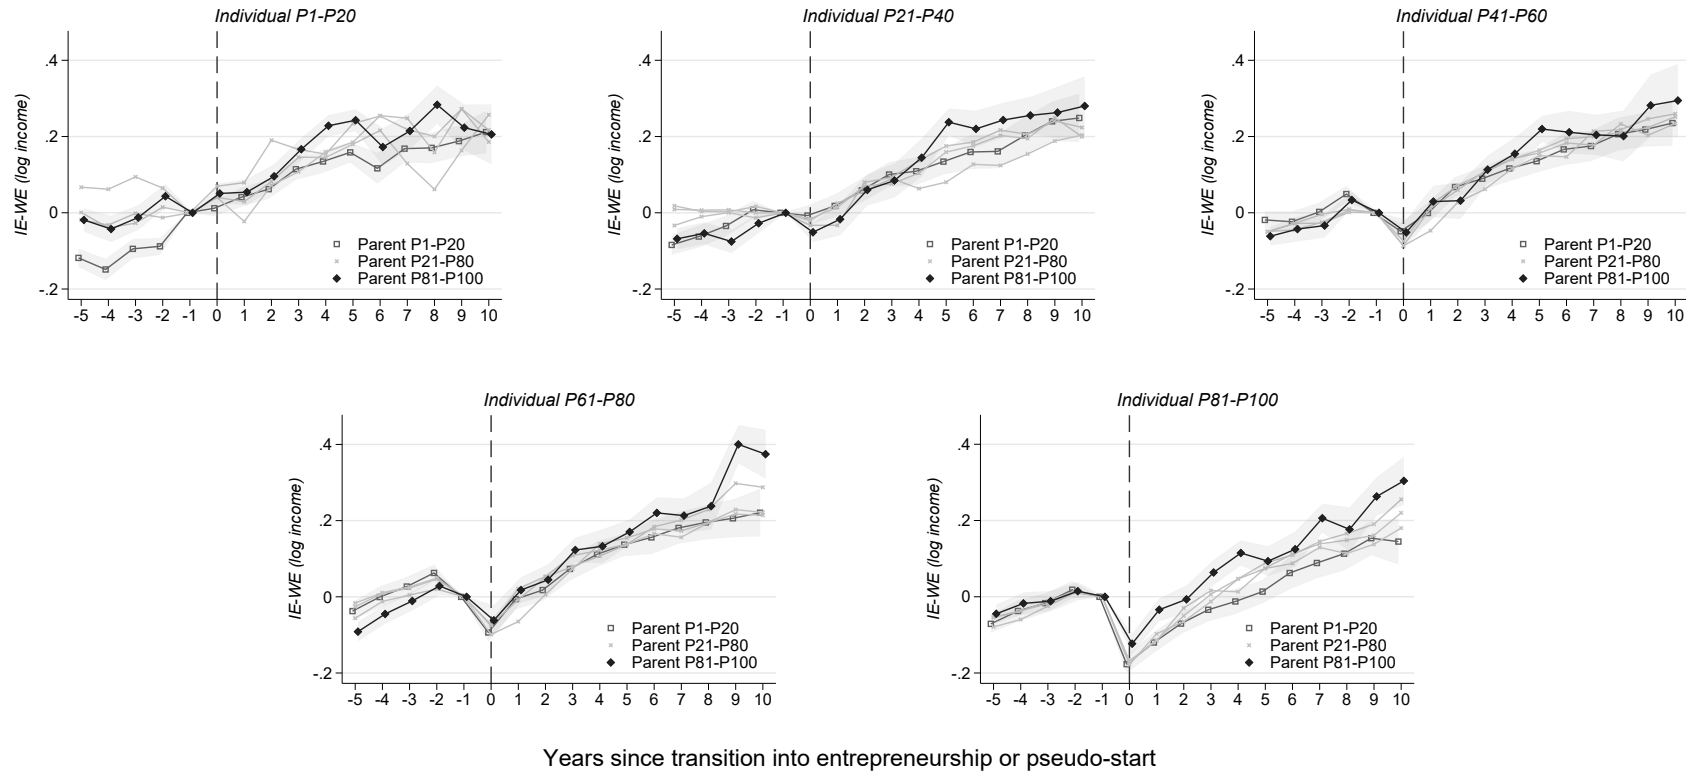 Individual P1-P20
IE-WE (log income)
.4
.2
0
-.2
Parent P1-P20
Parent P21-P80
Parent P81-P100
-5 -4 -3 -2 -1 0 1 2 3 4 5 6 7 8 9 10
Individual P21-P40
IE-WE (log income)
.4
.2
0
-.2
Parent P1-P20
Parent P21-P80
Parent P81-P100
-5 -4 -3 -2 -1 0 1 2 3 4 5 6 7 8 9 10
Individual P41-P60
IE-WE (log income)
.4
.2
0
-.2
Parent P1-P20
Parent P21-P80
Parent P81-P100
-5 -4 -3 -2 -1 0 1 2 3 4 5 6 7 8 9 10
Individual P61-P80
IE-WE (log income)
.4
.2
0
-.2
Parent P1-P20
Parent P21-P80
Parent P81-P100
-5 -4 -3 -2 -1 0 1 2 3 4 5 6 7 8 9 10
Individual P81-P100
IE-WE (log income)
.4
.2
0
-.2
Parent P1-P20
Parent P21-P80
Parent P81-P100
-5 -4 -3 -2 -1 0 1 2 3 4 5 6 7 8 9 10
Years since transition into entrepreneurship or pseudo-start